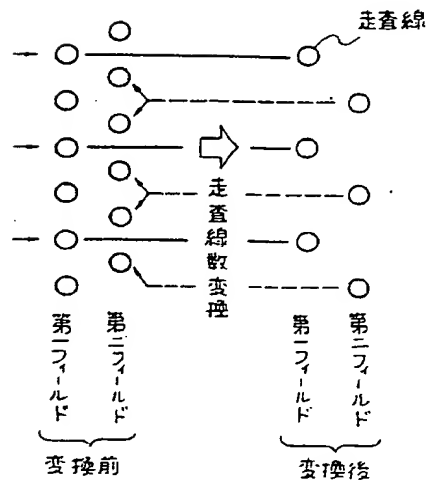 走査線
走査線数変換
第一フィールド
第二フィールド
第一フィールド
第二フィールド
変換前
変換後